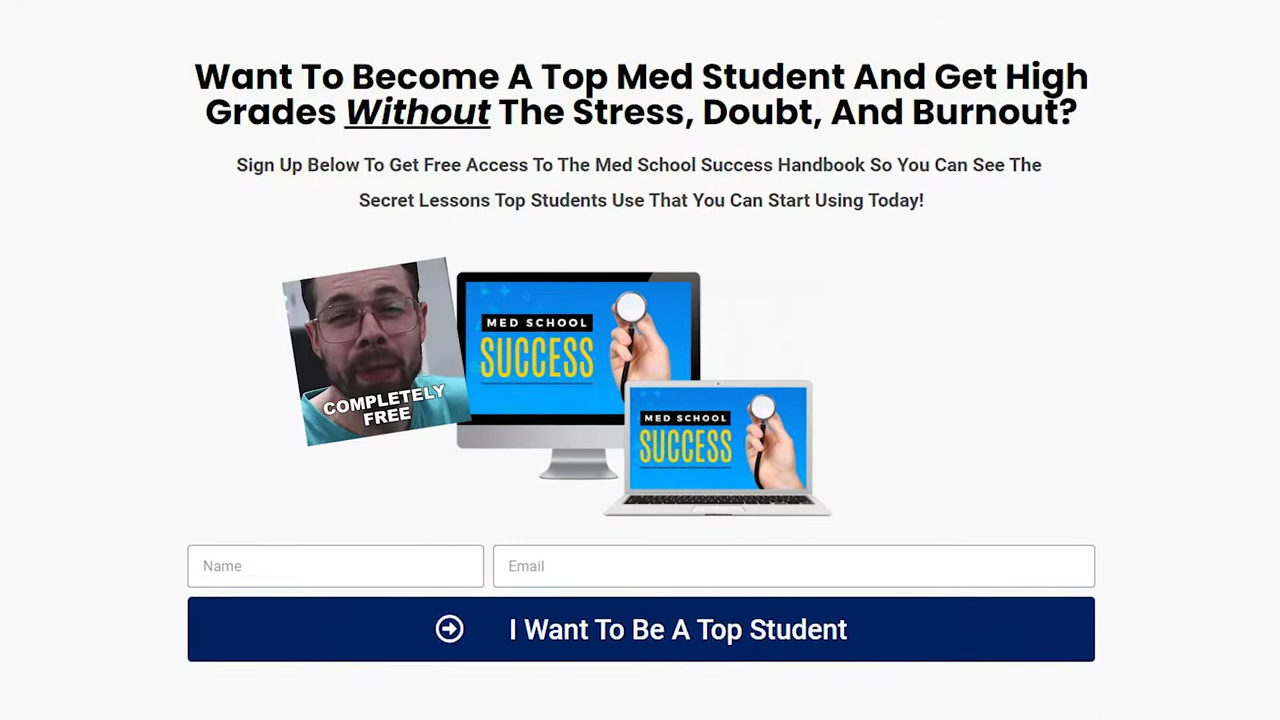 Want To Become A Top Med Student And Get High
Grades Without The Stress, Doubt, And Burnout?
Sign Up Below To Get Free Access To The Med School Success Handbook So You Can See The
Secret Lessons Top Students Use That You Can Start Using Today!
COMPLETELY
FREE
MED SCHOOL
SUCCESS
MED SCHOOL
SUCCESS
Name
Email
I Want To Be A Top Student